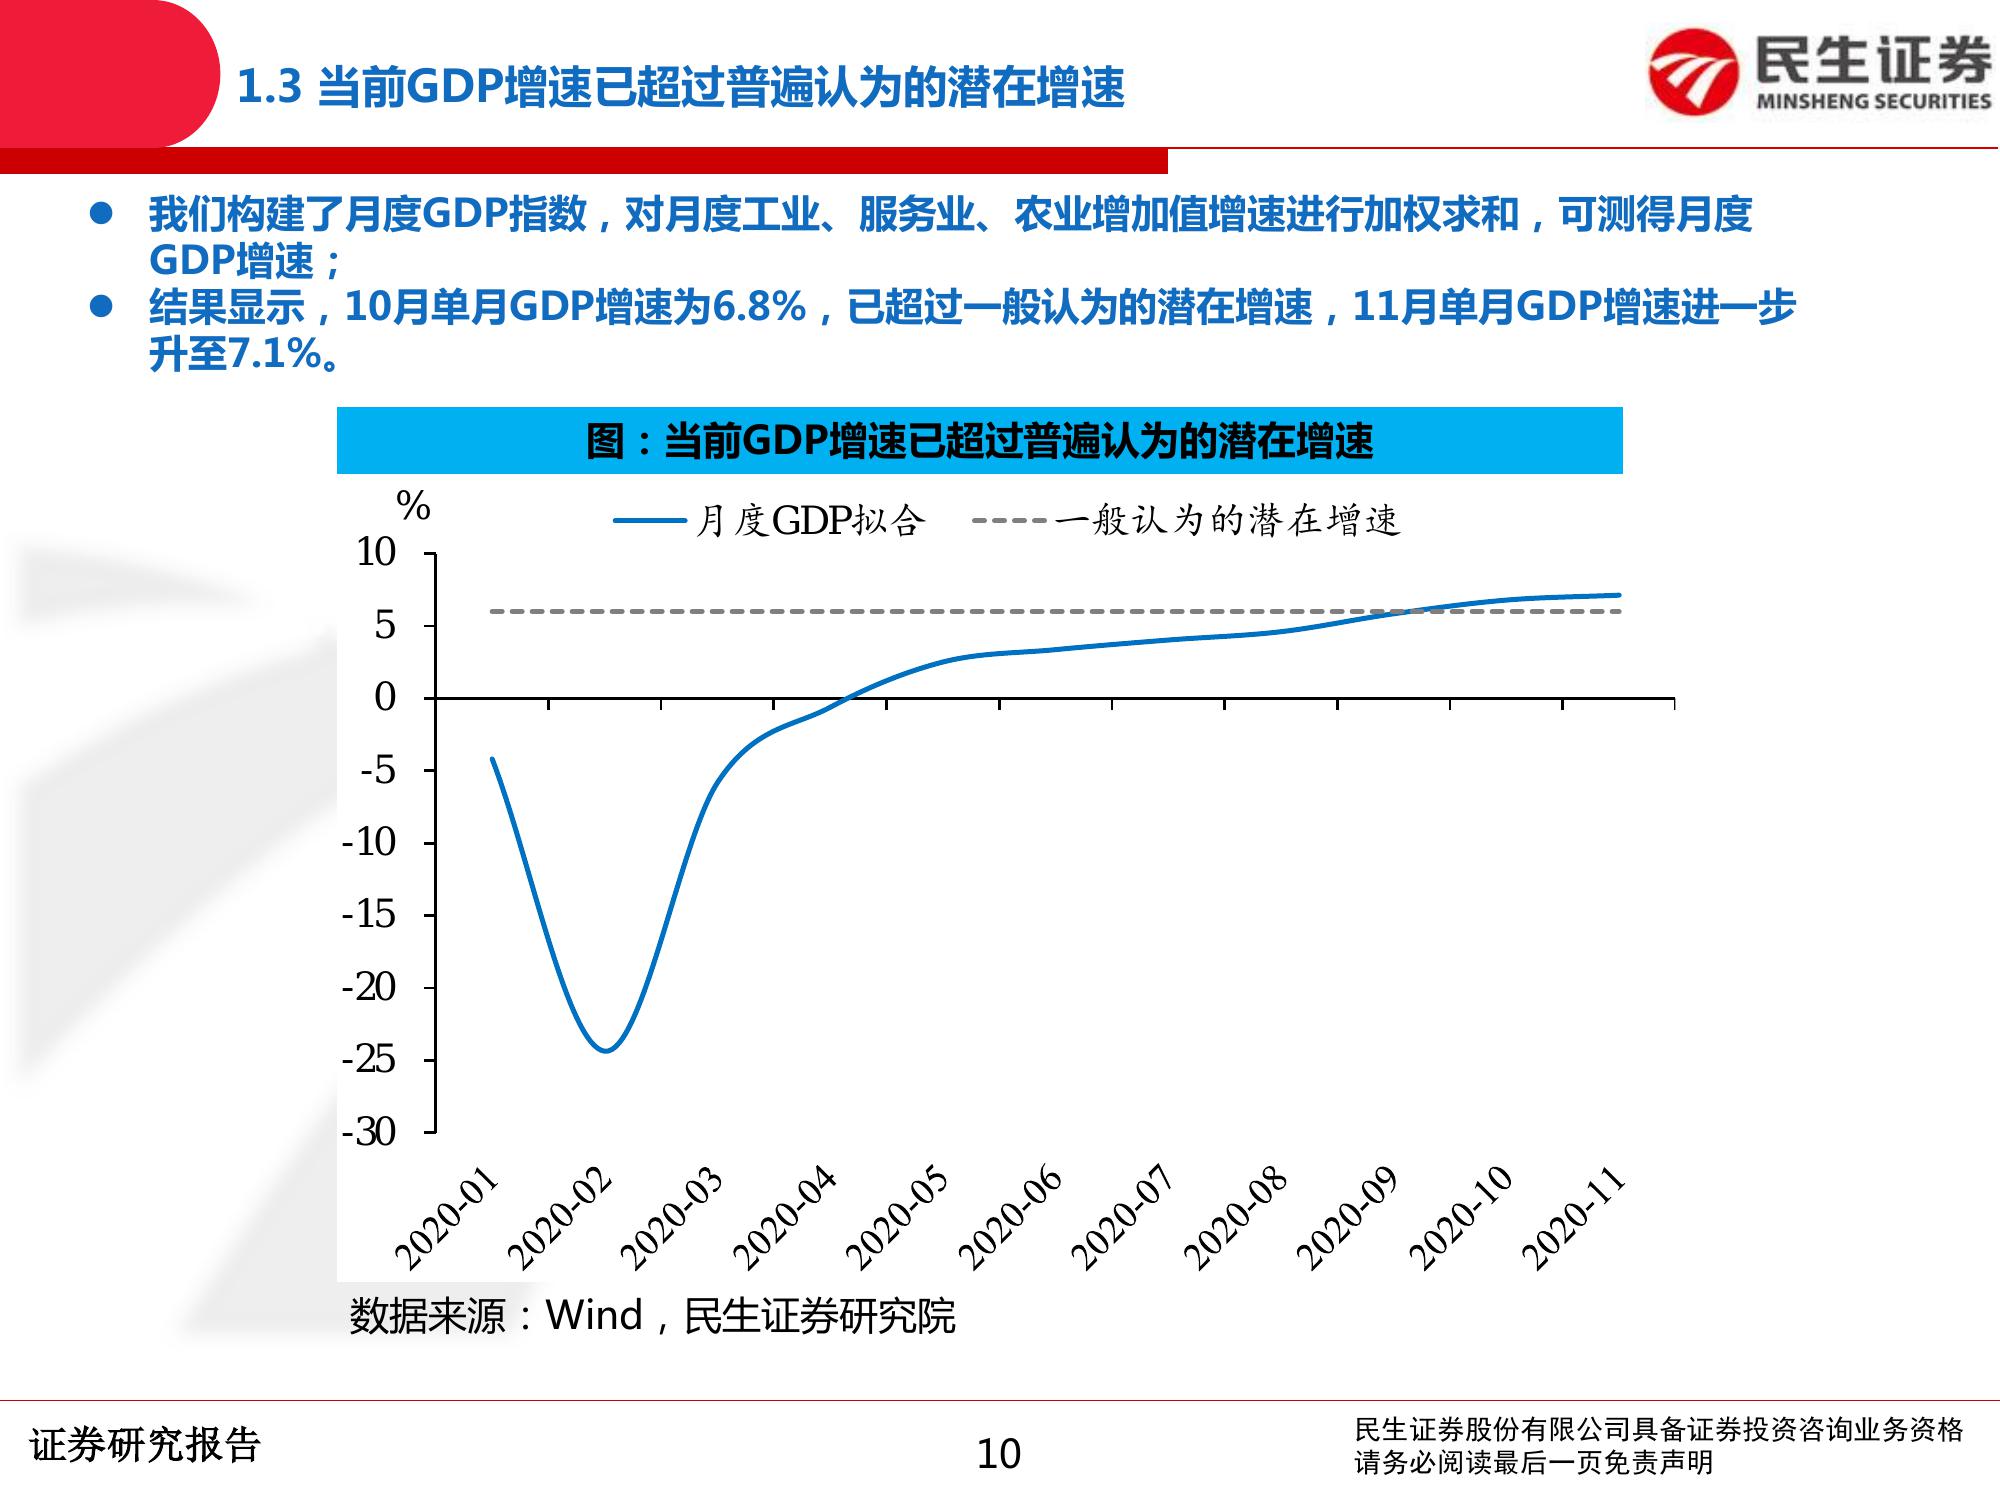 1.3 当前GDP增速已超过普遍认为的潜在增速
民生证券
MINSHENG SECURITIES
我们构建了月度GDP指数，对月度工业、服务业、农业增加值增速进行加权求和，可测得月度
GDP增速；
结果显示，10月单月GDP增速为6.8%，已超过一般认为的潜在增速，11月单月GDP增速进一步
升至7.1%。
图：当前GDP增速已超过普遍认为的潜在增速
%
月度GDP拟合
一般认为的潜在增速
10
5
0
-5
-10
-15
-20
-25
-30
2020-01
2020-02
2020-03
2020-04
2020-05
2020-06
2020-07
2020-08
2020-09
2020-10
2020-11
数据来源：Wind，民生证券研究院
证券研究报告
10
民生证券股份有限公司具备证券投资咨询业务资格
请务必阅读最后一页免责声明